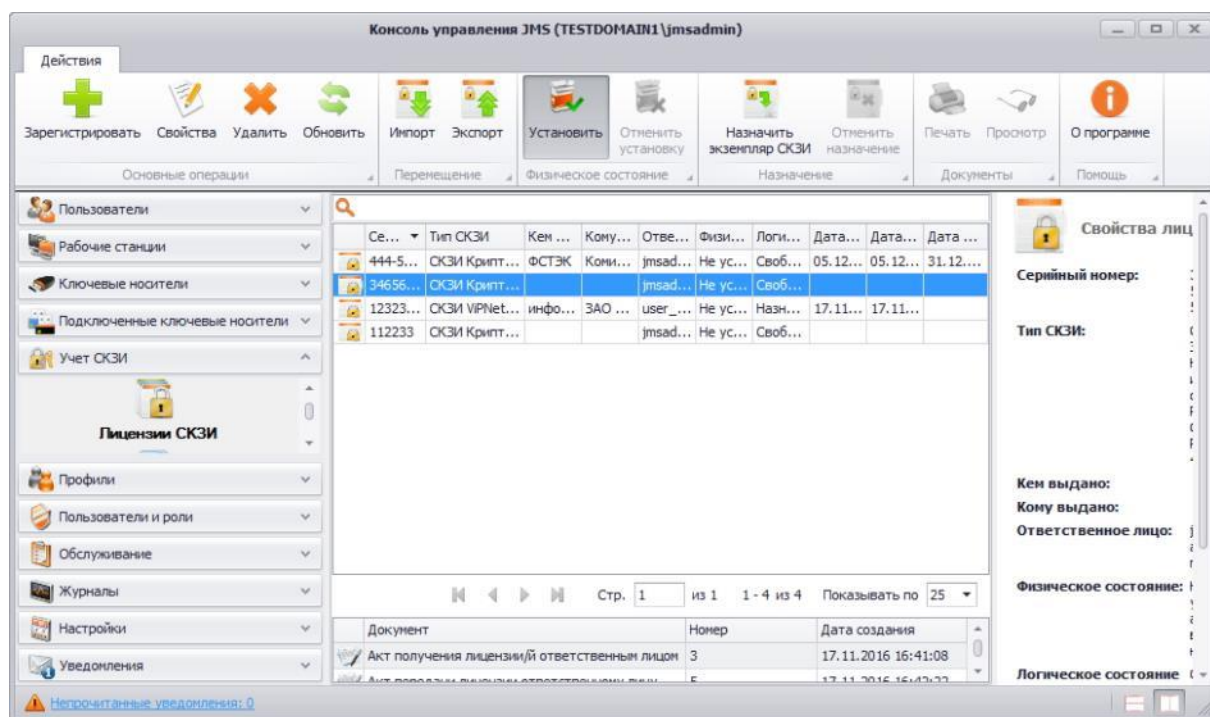 Консоль управления JMS (TESTDOMAIN1\jmsadmin)
Действия
Зарегистрировать Свойства Удалить Обновить Импорт Экспорт Установить Отменить установку Назначить экземпляр СКЗИ Отменить назначение Печать Просмотр О программе
Основные операции Перемещение Физическое состояние Назначение Документы Помощь
Пользователи
Рабочие станции
Ключевые носители
Подключенные ключевые носители
Учет СКЗИ
Лицензии СКЗИ
Профили
Пользователи и роли
Обслуживание
Журналы
Настройки
Уведомления
Се... Тип СКЗИ Кем ... Кому... Отве... Физи... Логи... Дата... Дата... Дата ...
444-5... СКЗИ Крипт... ФСТЭК Коми... jmsad... Не ус... Своб... 05.12... 05.12... 31.12....
34656... СКЗИ Крипт... jmsad... Не ус... Своб...
12323... СКЗИ ViPNet... инфо... ЗАО ... user_... Не ус... Назн... 17.11... 17.11...
112233 СКЗИ Крипт... jmsad... Не ус... Своб...
Стр. 1 из 1 1 - 4 из 4 Показывать по 25
Документ Номер Дата создания
Акт получения лицензии/й ответственным лицом 3 17.11.2016 16:41:08
Свойства лиц
Серийный номер:
Тип СКЗИ:
Кем выдано:
Кому выдано:
Ответственное лицо:
Физическое состояние:
Логическое состояние
Непрочитанные уведомления: 0